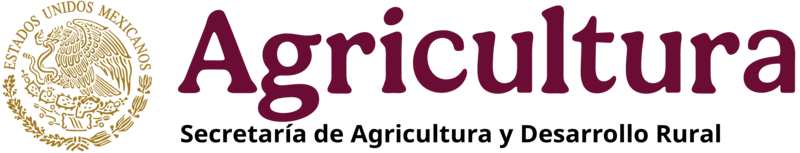 ESTADOS UNIDOS MEXICANOS
Agricultura
Secretaría de Agricultura y Desarrollo Rural